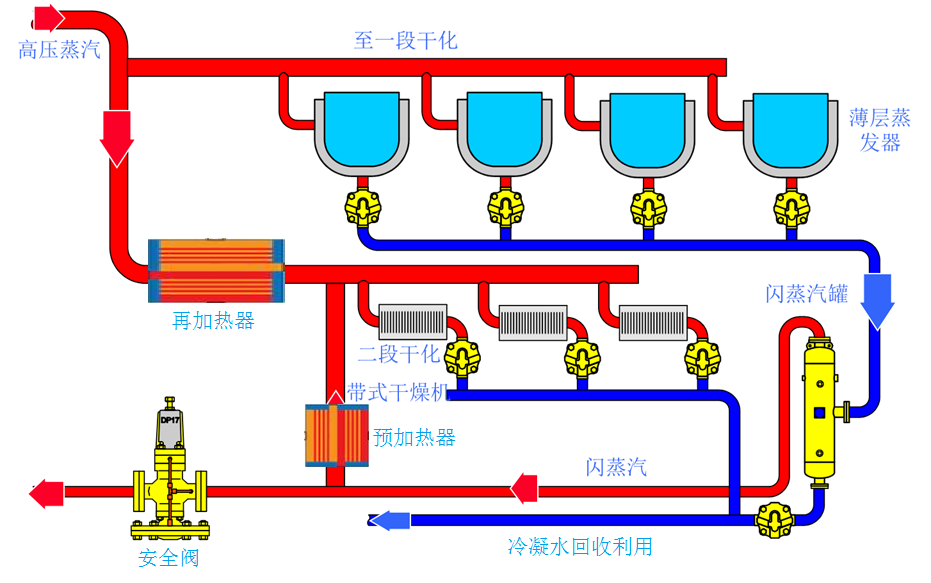 高压蒸汽
至一段干化
薄层蒸
发器
闪蒸汽罐
再加热器
二段干化
带式干燥机
DP17
预加热器
闪蒸汽
冷凝水回收利用
安全阀